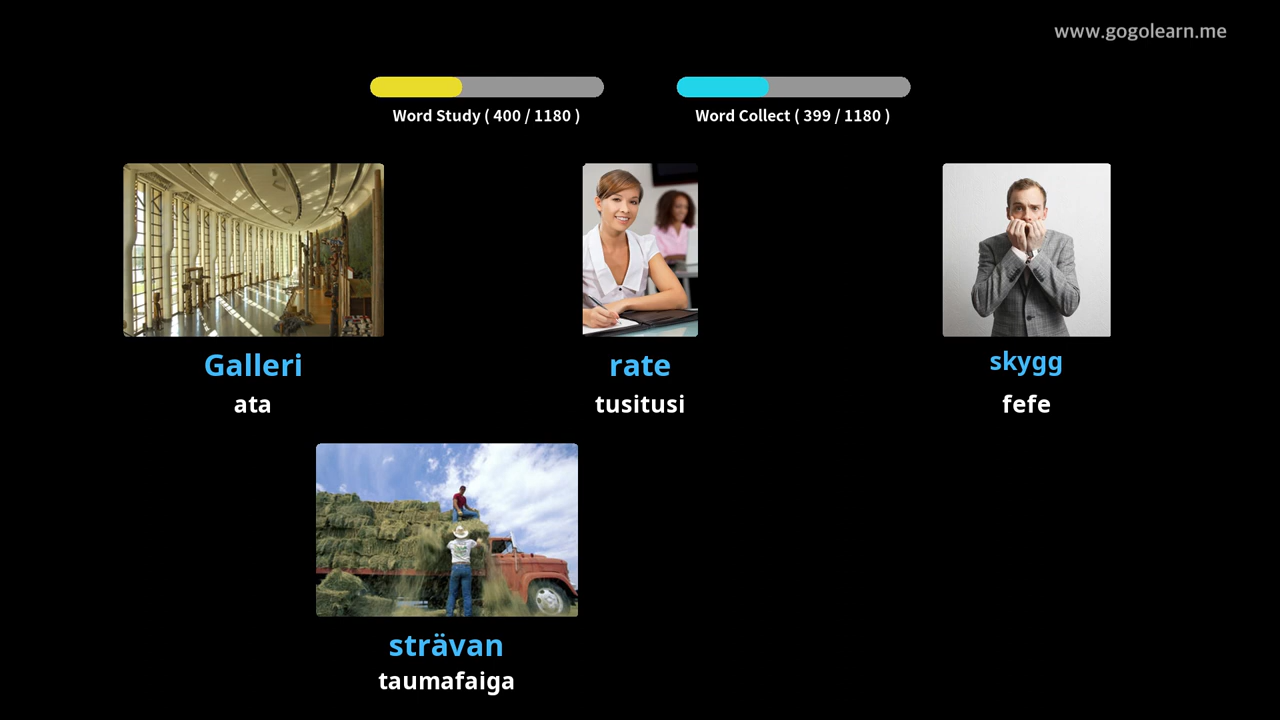 www.gogolearn.me
Word Study ( 400 / 1180 )
Word Collect ( 399 / 1180 )
Galleri
ata
rate
tusitusi
skygg
fefe
strävan
taumafaiga